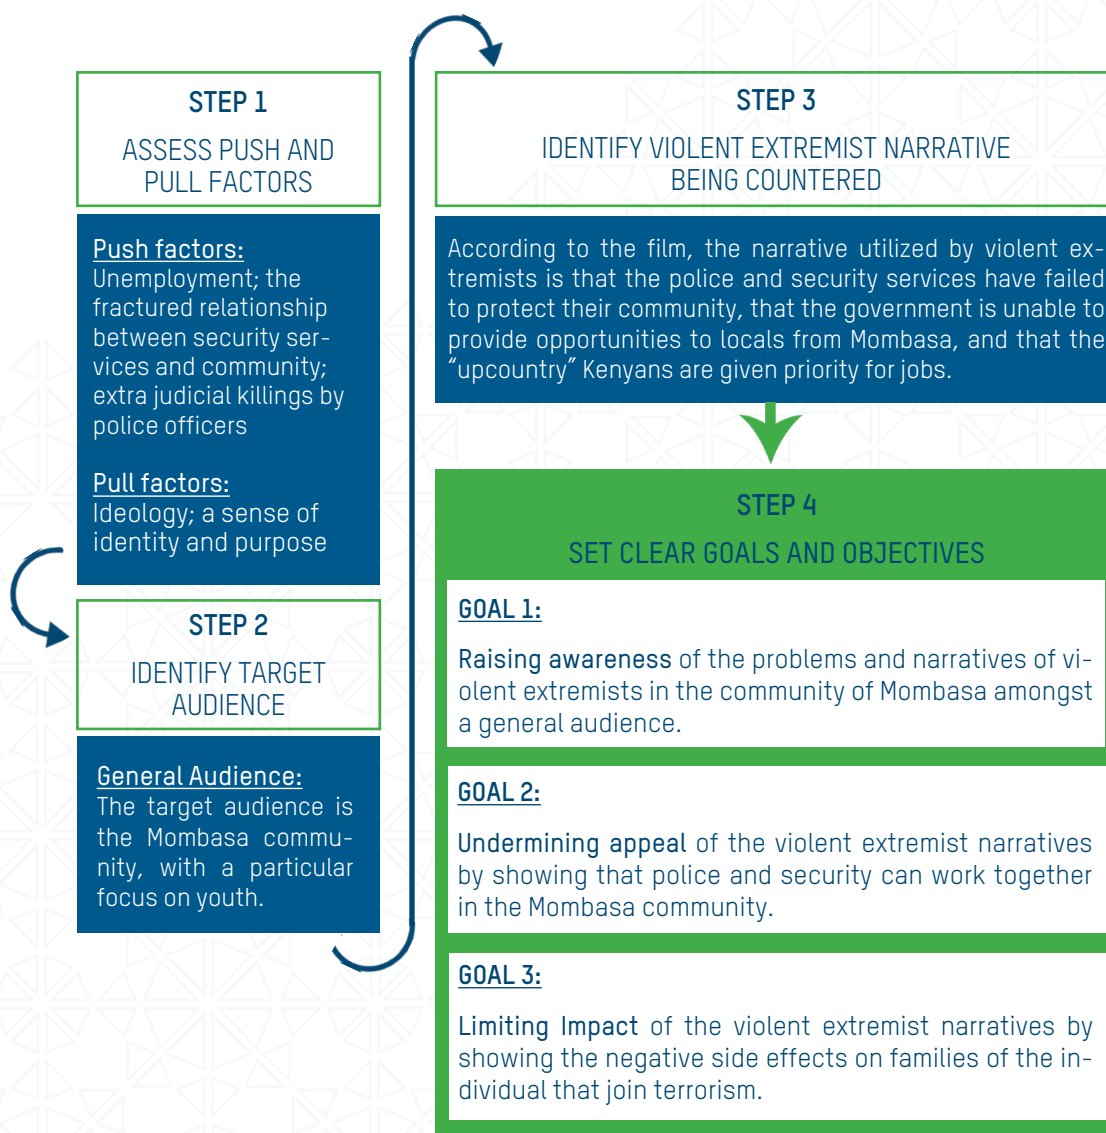 STEP 1
ASSESS PUSH AND
PULL FACTORS
Push factors:
Unemployment; the
fractured relationship
between security ser-
vices and community;
extra judicial killings by
police officers
Pull factors:
Ideology; a sense of
identity and purpose
STEP 2
IDENTIFY TARGET
AUDIENCE
General Audience:
The target audience is
the Mombasa commu-
nity, with a particular
focus on youth.
STEP 3
IDENTIFY VIOLENT EXTREMIST NARRATIVE
BEING COUNTERED
According to the film, the narrative utilized by violent ex-
tremists is that the police and security services have failed
to protect their community, that the government is unable to
provide opportunities to locals from Mombasa, and that the
“upcountry” Kenyans are given priority for jobs.
STEP 4
SET CLEAR GOALS AND OBJECTIVES
GOAL 1:
Raising awareness of the problems and narratives of vi-
olent extremists in the community of Mombasa amongst
a general audience.
GOAL 2:
Undermining appeal of the violent extremist narratives
by showing that police and security can work together
in the Mombasa community.
GOAL 3:
Limiting Impact of the violent extremist narratives by
showing the negative side effects on families of the in-
dividual that join terrorism.